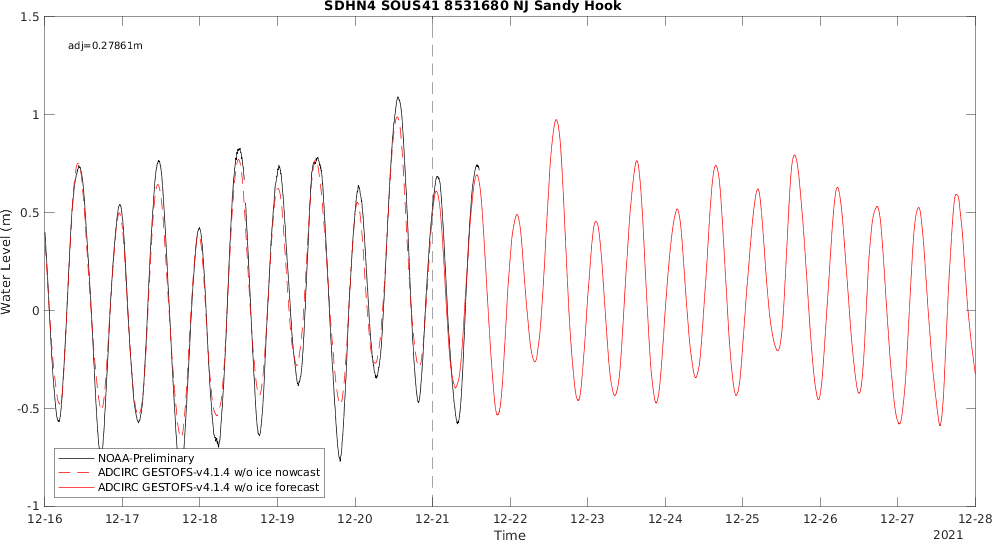 SDHN4 SOUS41 8531680 NJ Sandy Hook
adj=0.27861m
1.5
1
0.5
0
-0.5
-1
Water Level (m)
NOAA-Preliminary
ADCIRC GESTOFS-v4.1.4 w/o ice nowcast
ADCIRC GESTOFS-v4.1.4 w/o ice forecast
12-16 12-17 12-18 12-19 12-20 12-21 12-22 12-23 12-24 12-25 12-26 12-27 12-28
Time
2021